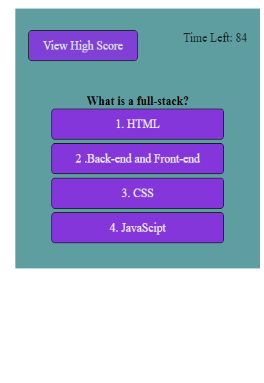 View High Score
Time Left: 84
What is a full-stack?
1. HTML
2 .Back-end and Front-end
3. CSS
4. JavaScipt